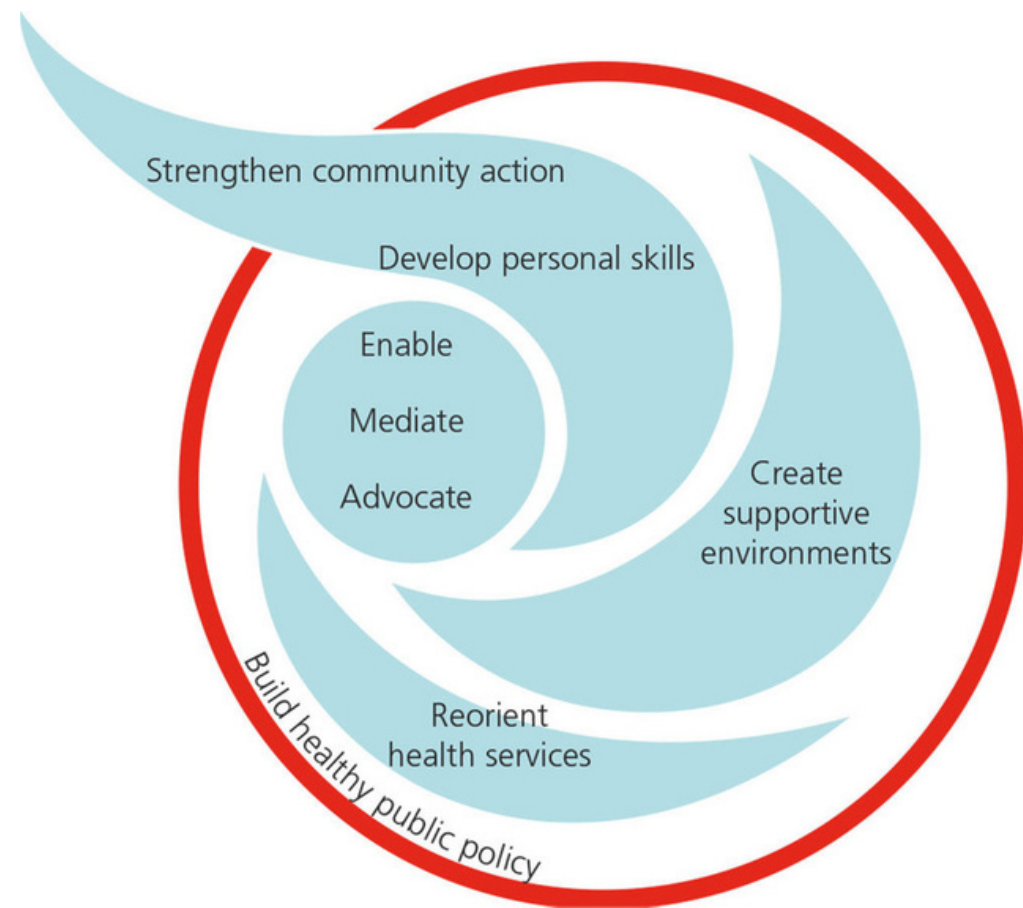 Strengthen community action
Develop personal skills
Enable
Mediate
Advocate
Create
supportive
environments
Reorient
health services
Build healthy public policy